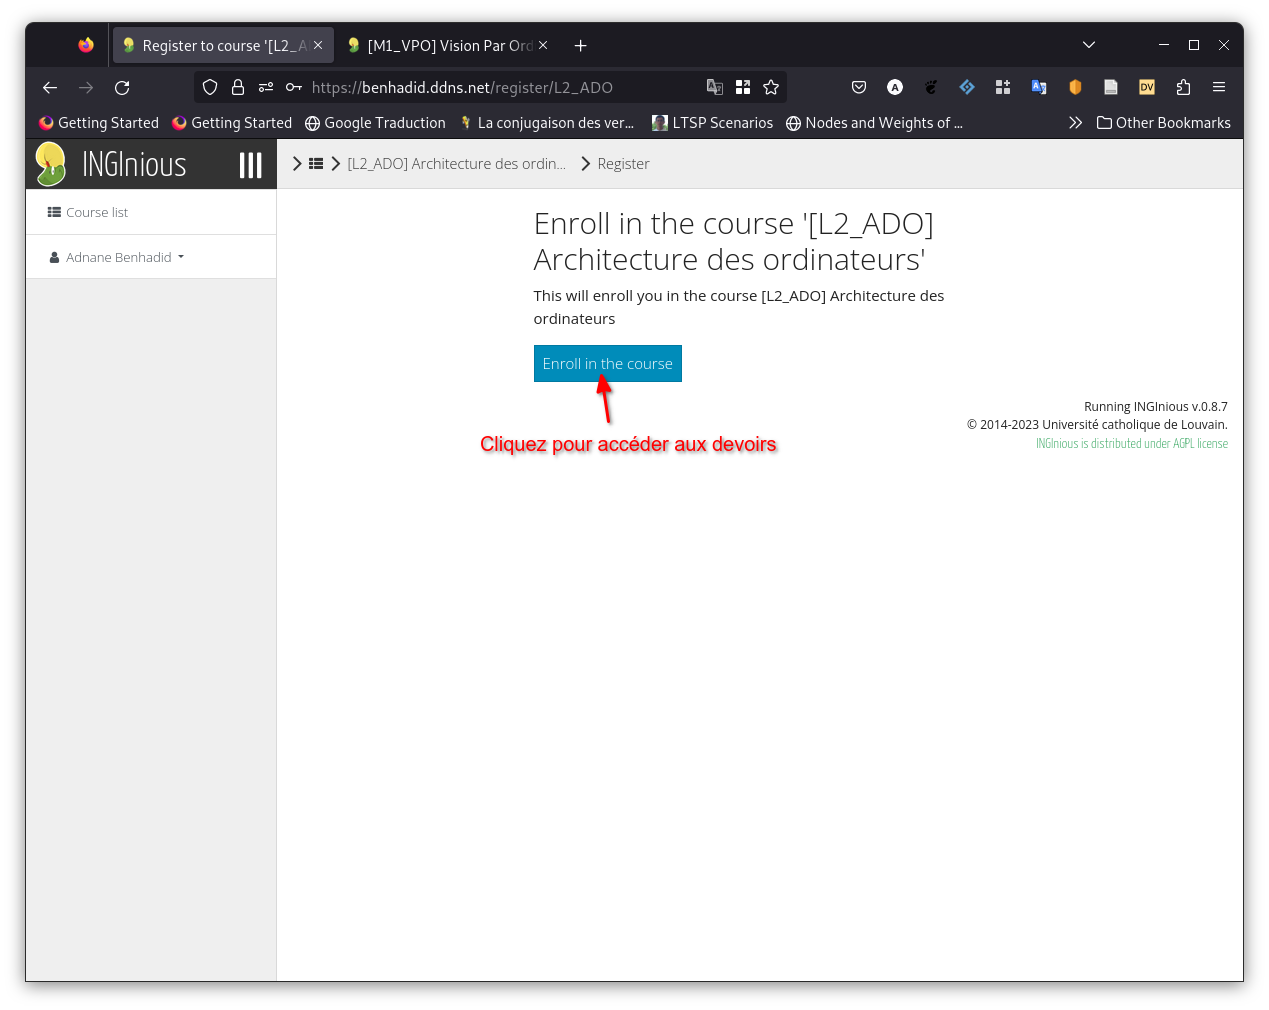 Register to course '[L2_A
[M1_VPO] Vision Par Ord
https://benhadid.ddns.net/register/L2_ADO
A
DV
Getting Started
Getting Started
Google Traduction
La conjugaison des ver...
LTSP Scenarios
Nodes and Weights of ...
Other Bookmarks
INGInious
[L2_ADO] Architecture des ordin...
Register
Course list
Adnane Benhadid
Enroll in the course '[L2_ADO]
Architecture des ordinateurs'
This will enroll you in the course [L2_ADO] Architecture des
ordinateurs
Enroll in the course
Cliquez pour accéder aux devoirs
Running INGInious v.0.8.7
© 2014-2023 Université catholique de Louvain.
INGInious is distributed under AGPL license